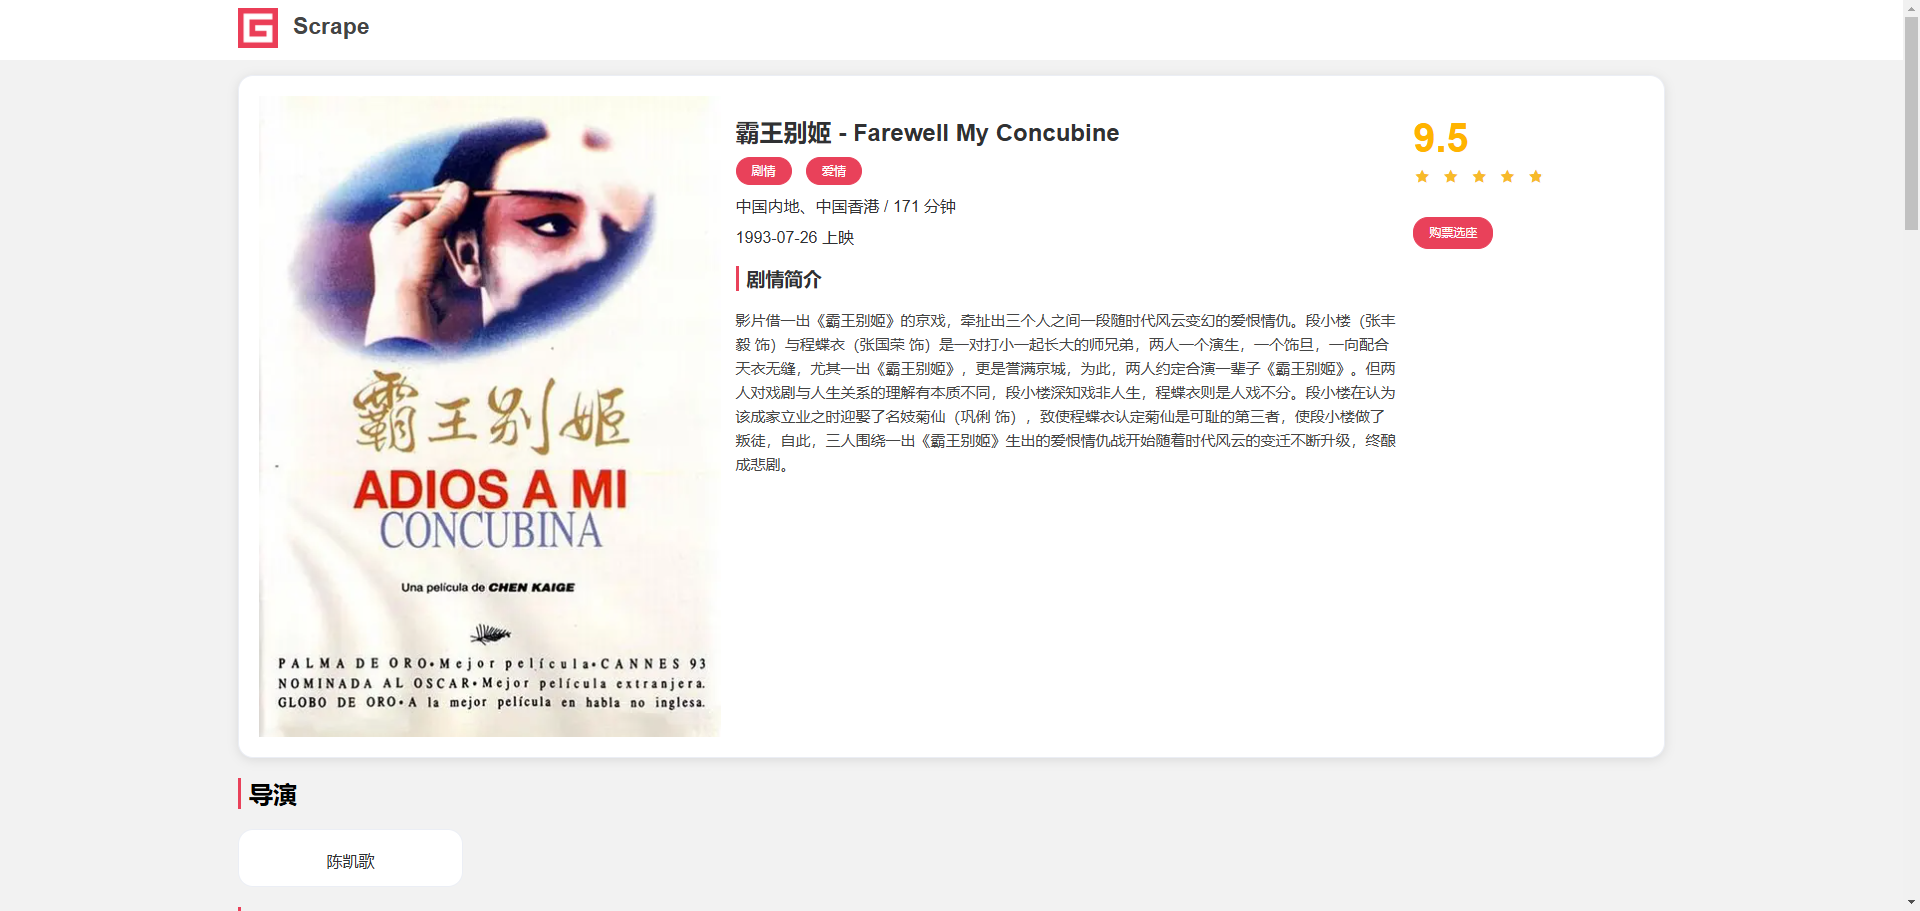 Scrape
霸王别姬
ADIOS A MI
CONCUBINA
Una película de CHEN KAIGE
PALMA DE ORO•Mejor película•CANNES 93
NOMINADA AL OSCAR•Mejor película extranjera.
GLOBO DE ORO•A la mejor película en habla no inglesa.
霸王别姬 - Farewell My Concubine
剧情 爱情
中国内地、中国香港 / 171 分钟
1993-07-26 上映
剧情简介
影片借一出《霸王别姬》的京戏，牵扯出三个人之间一段随时代风云变幻的爱恨情仇。段小楼（张丰
毅 饰）与程蝶衣（张国荣 饰）是一对打小一起长大的师兄弟，两人一个演生，一个饰旦，一向配合
天衣无缝，尤其一出《霸王别姬》，更是誉满京城，为此，两人约定合演一辈子《霸王别姬》。但两
人对戏剧与人生关系的理解有本质不同，段小楼深知戏非人生，程蝶衣则是人戏不分。段小楼在认为
该成家立业之时迎娶了名妓菊仙（巩俐 饰），致使程蝶衣认定菊仙是可耻的第三者，使段小楼做了
叛徒，自此，三人围绕一出《霸王别姬》生出的爱恨情仇战开始随着时代风云的变迁不断升级，终酿
成悲剧。
9.5
购票选座
导演
陈凯歌